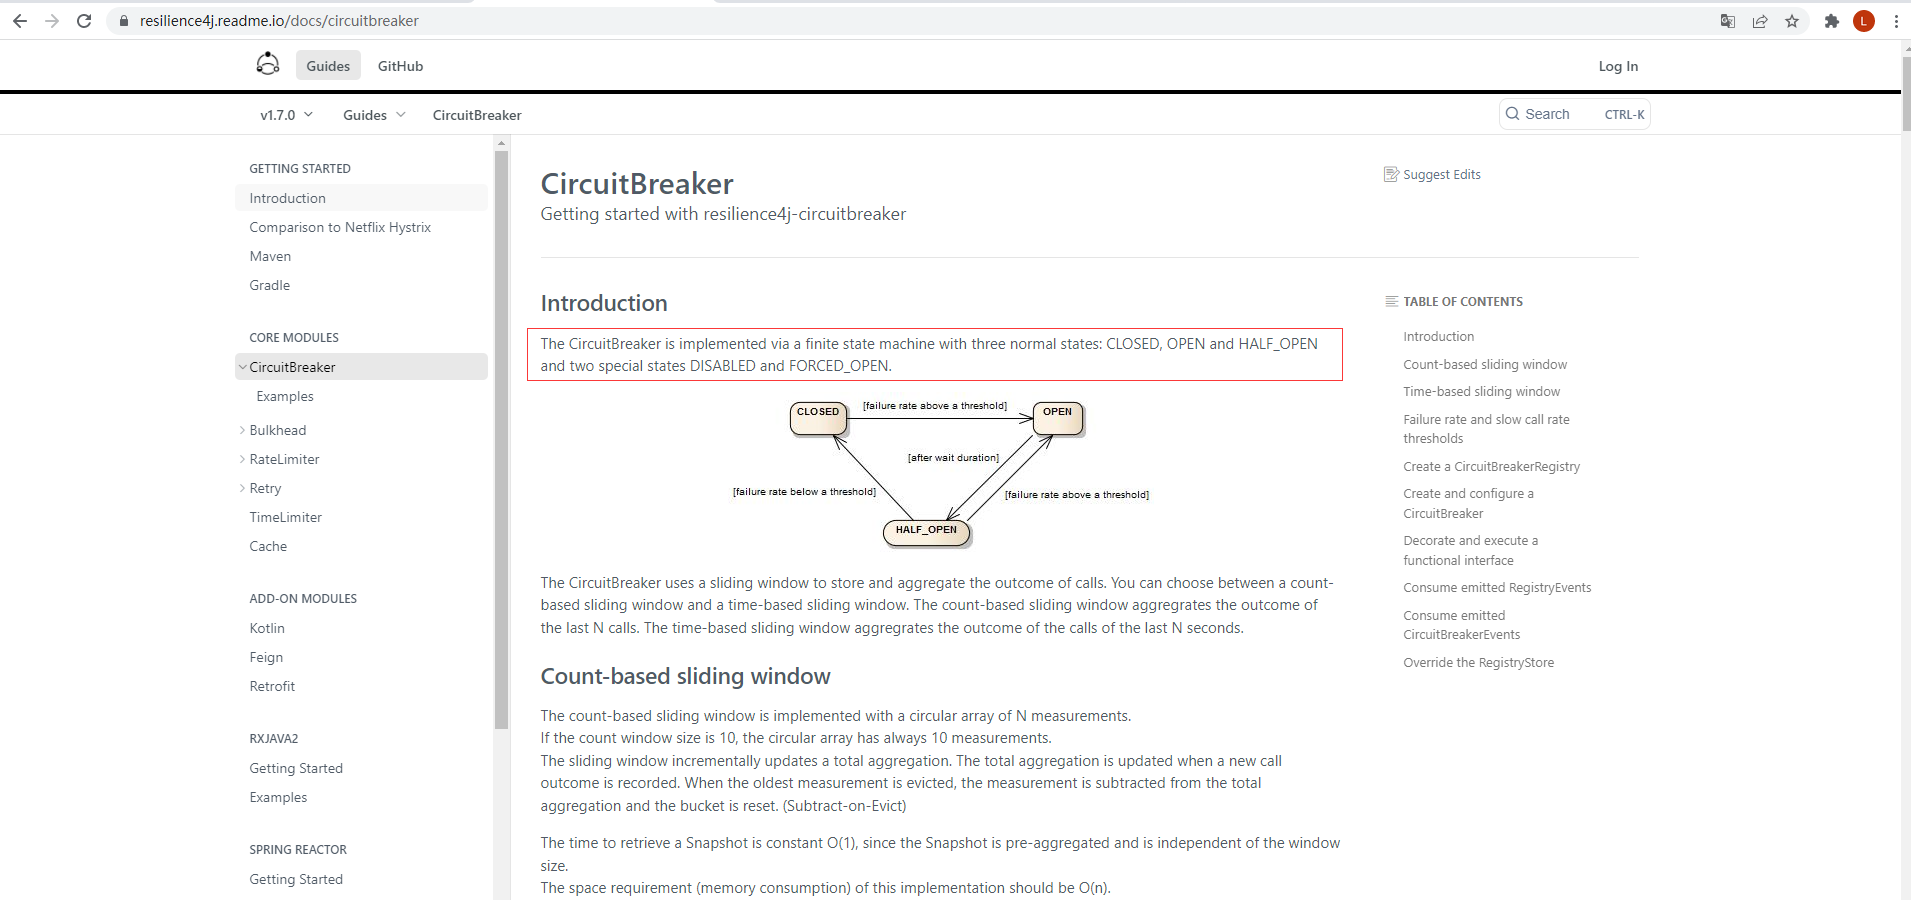 resilience4j.readme.io/docs/circuitbreaker
L
Guides
GitHub
Log In
v1.7.0
Guides
CircuitBreaker
Search
CTRL-K
GETTING STARTED
Introduction
Comparison to Netflix Hystrix
Maven
Gradle
CORE MODULES
CircuitBreaker
Examples
Bulkhead
RateLimiter
Retry
TimeLimiter
Cache
ADD-ON MODULES
Kotlin
Feign
Retrofit
RXJAVA2
Getting Started
Examples
SPRING REACTOR
Getting Started
CircuitBreaker
Getting started with resilience4j-circuitbreaker
Introduction
The CircuitBreaker is implemented via a finite state machine with three normal states: CLOSED, OPEN and HALF_OPEN
and two special states DISABLED and FORCED_OPEN.
CLOSED
[failure rate above a threshold]
OPEN
[after wait duration]
[failure rate below a threshold]
[failure rate above a threshold]
HALF_OPEN
The CircuitBreaker uses a sliding window to store and aggregate the outcome of calls. You can choose between a count-
based sliding window and a time-based sliding window. The count-based sliding window aggregrates the outcome of
the last N calls. The time-based sliding window aggregrates the outcome of the calls of the last N seconds.
Count-based sliding window
The count-based sliding window is implemented with a circular array of N measurements.
If the count window size is 10, the circular array has always 10 measurements.
The sliding window incrementally updates a total aggregation. The total aggregation is updated when a new call
outcome is recorded. When the oldest measurement is evicted, the measurement is subtracted from the total
aggregation and the bucket is reset. (Subtract-on-Evict)
The time to retrieve a Snapshot is constant O(1), since the Snapshot is pre-aggregated and is independent of the window
size.
The space requirement (memory consumption) of this implementation should be O(n).
Suggest Edits
TABLE OF CONTENTS
Introduction
Count-based sliding window
Time-based sliding window
Failure rate and slow call rate
thresholds
Create a CircuitBreakerRegistry
Create and configure a
CircuitBreaker
Decorate and execute a
functional interface
Consume emitted RegistryEvents
Consume emitted
CircuitBreakerEvents
Override the RegistryStore